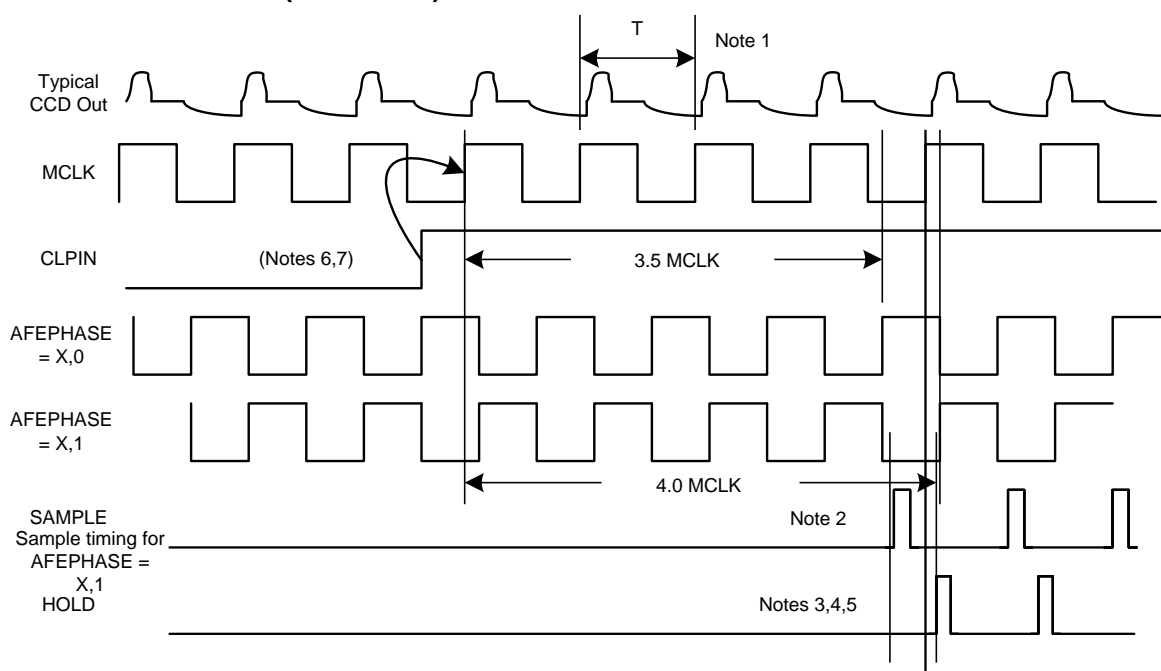 T
Note 1
Typical
CCD Out
MCLK
CLPIN
(Notes 6,7)
3.5 MCLK
AFEPHASE
= X,0
AFEPHASE
= X,1
4.0 MCLK
SAMPLE
Note 2
Sample timing for
AFEPHASE =
X,1
HOLD
Notes 3,4,5